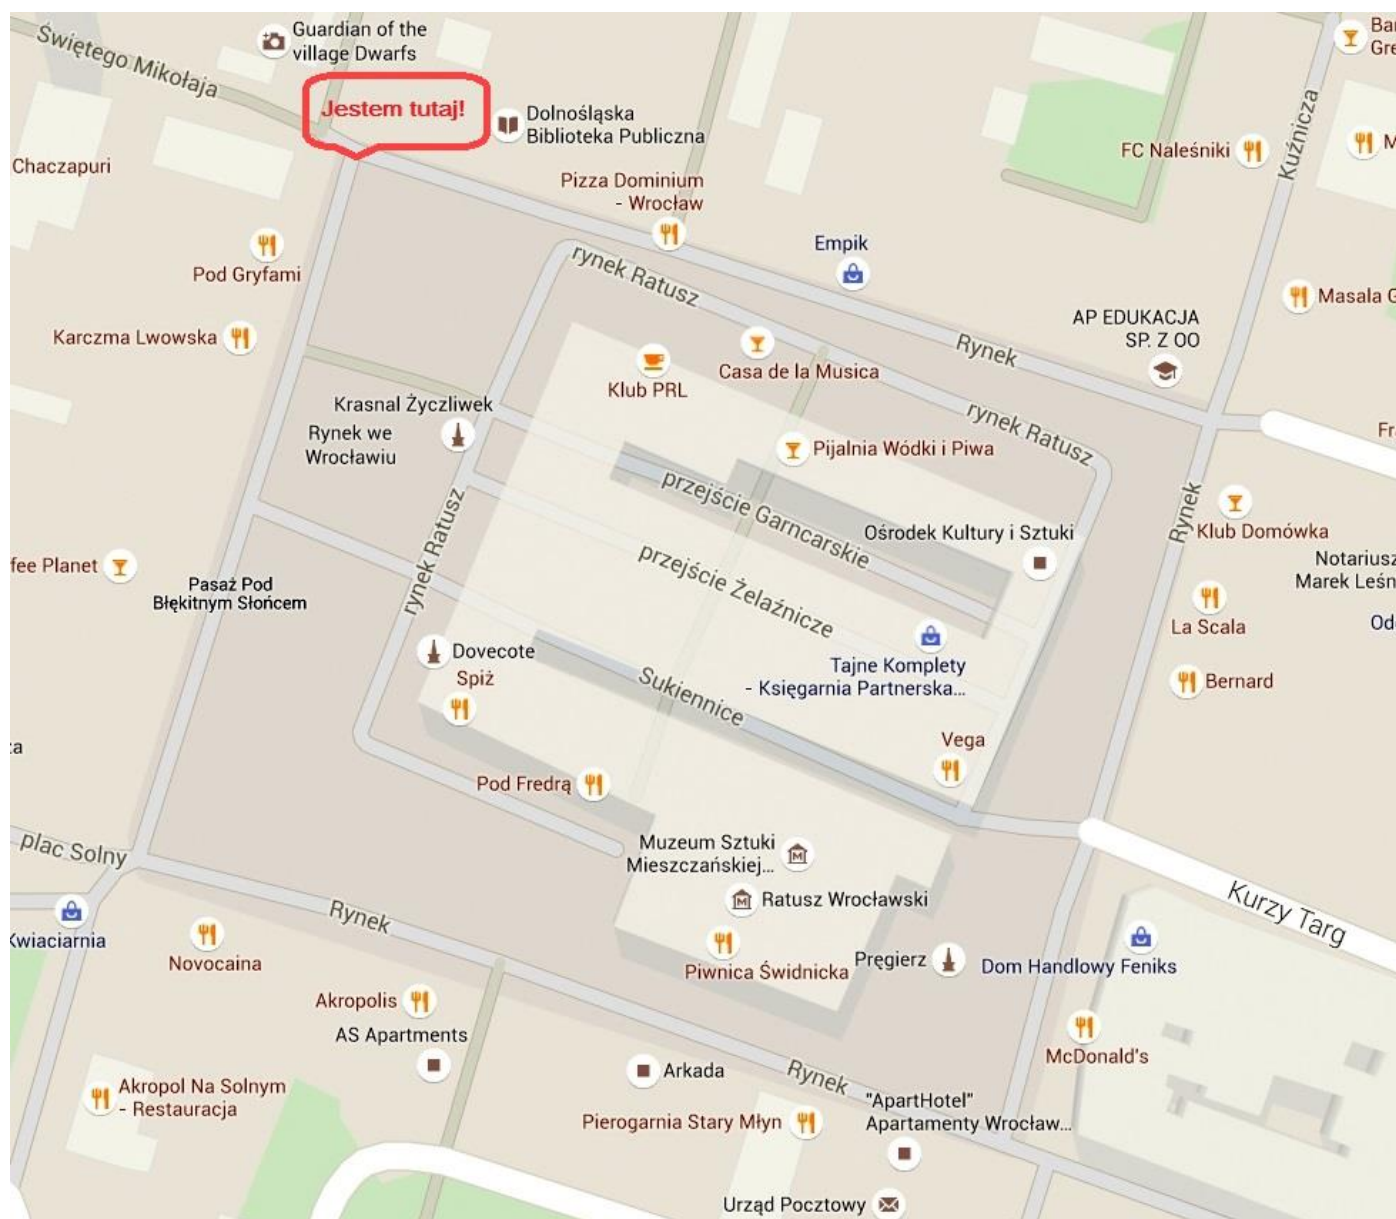 Guardian of the
village Dwarfs
Świętego Mikołaja
Jestem tutaj!
Dolnośląska
Biblioteka Publiczna
Kuźnicza
FC Naleśniki
Chaczapuri
Pizza Dominium
- Wrocław
Empik
Pod Gryfami
rynek Ratusz
Masala
AP EDUKACJA
SP. Z OO
Karczma Lwowska
Rynek
Casa de la Musica
Klub PRL
Krasnal Życzliwek
rynek Ratusz
Rynek we
Wrocławiu
Pijalnia Wódki i Piwa
przejście Garncarskie
Rynek
Klub Domówka
Ośrodek Kultury i Sztuki
rynek Ratusz
przejście Żelaźnicze
fee Planet
Notariusz
Marek Leśn
Pasaż Pod
Błękitnym Słońcem
La Scala
Dovecote
Spiż
Tajne Komplety
- Księgarnia Partnerska...
Bernard
Sukiennice
Vega
Pod Fredrą
plac Solny
Muzeum Sztuki
Mieszczańskiej...
Ratusz Wrocławski
Kurzy Targ
Rynek
Kwiaciarnia
Novocaina
Piwnica Świdnicka
Pręgierz
Dom Handlowy Feniks
Akropolis
AS Apartments
McDonald's
Arkada
Rynek
Akropol Na Solnym
- Restauracja
"ApartHotel"
Apartamenty Wrocław...
Pierogarnia Stary Młyn
Urząd Pocztowy